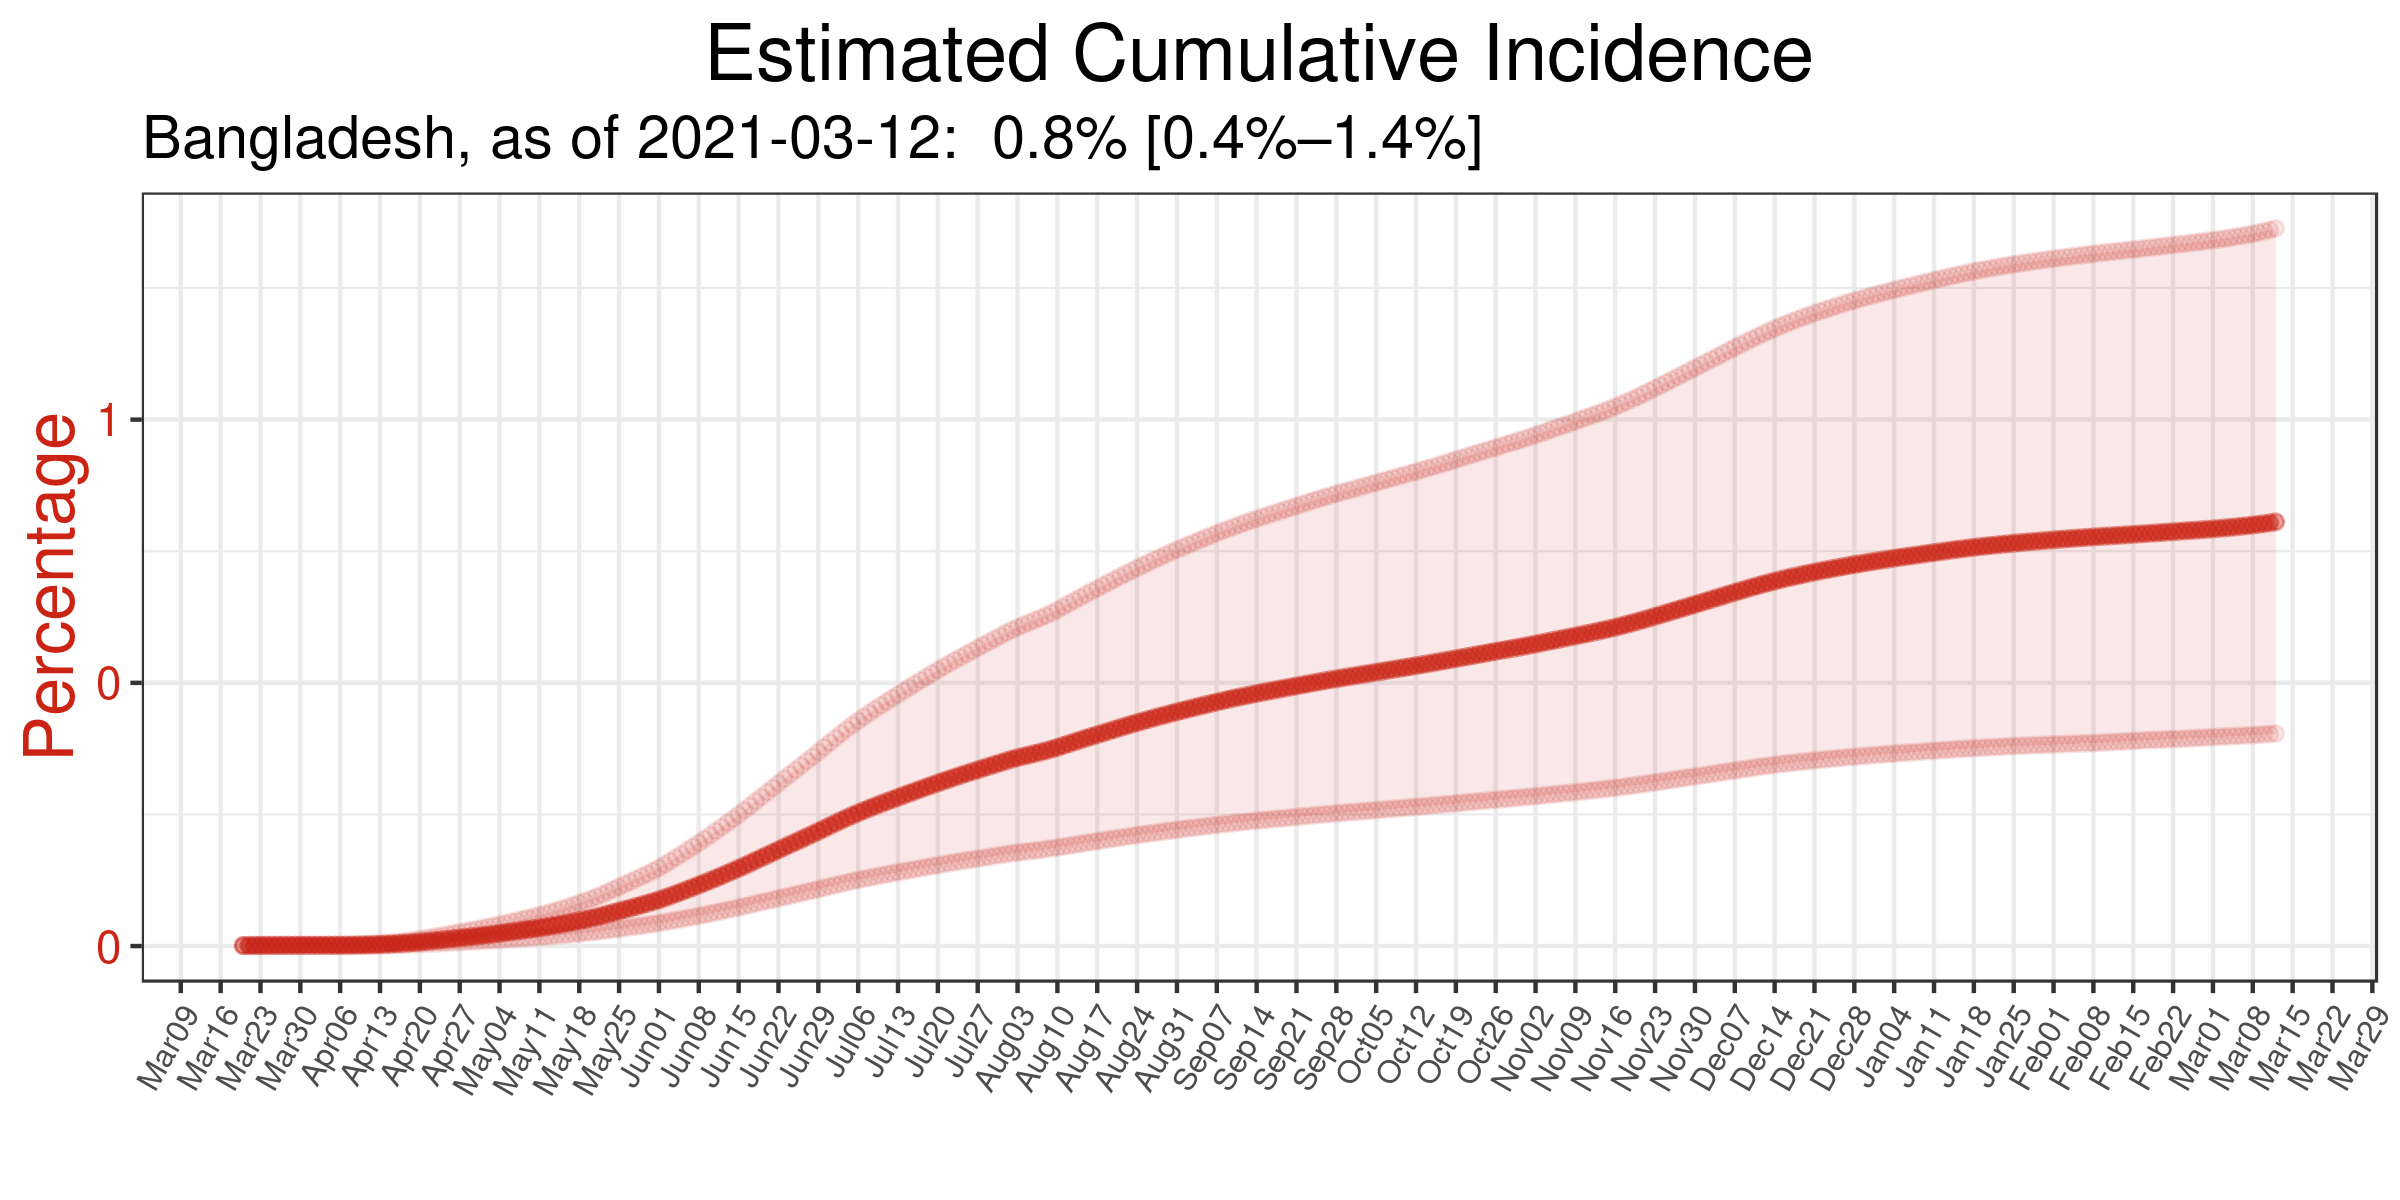 Estimated Cumulative Incidence
Bangladesh, as of 2021-03-12:  0.8% [0.4%–1.4%]
Percentage
1
0
0
Mar09
Mar16
Mar23
Mar30
Apr06
Apr13
Apr20
Apr27
May04
May11
May18
May25
Jun01
Jun08
Jun15
Jun22
Jun29
Jul06
Jul13
Jul20
Jul27
Aug03
Aug10
Aug17
Aug24
Aug31
Sep07
Sep14
Sep21
Sep28
Oct05
Oct12
Oct19
Oct26
Nov02
Nov09
Nov16
Nov23
Nov30
Dec07
Dec14
Dec21
Dec28
Jan04
Jan11
Jan18
Jan25
Feb01
Feb08
Feb15
Feb22
Mar01
Mar08
Mar15
Mar22
Mar29